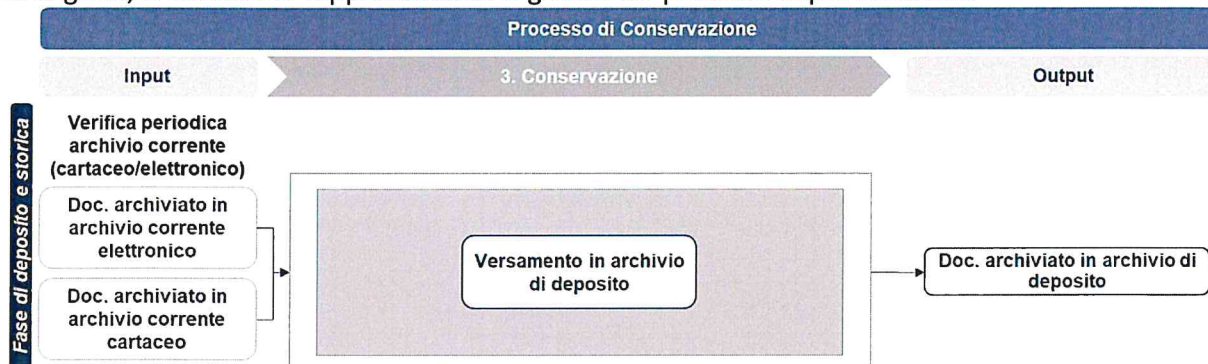 Processo di Conservazione
Input
3. Conservazione
Output
Fase di deposito e storica
Verifica periodica
archivio corrente
(cartaceo/elettronico)
Doc. archiviato in
archivio corrente
elettronico
Doc. archiviato in
archivio corrente
cartaceo
Versamento in archivio
di deposito
Doc. archiviato in archivio di
deposito